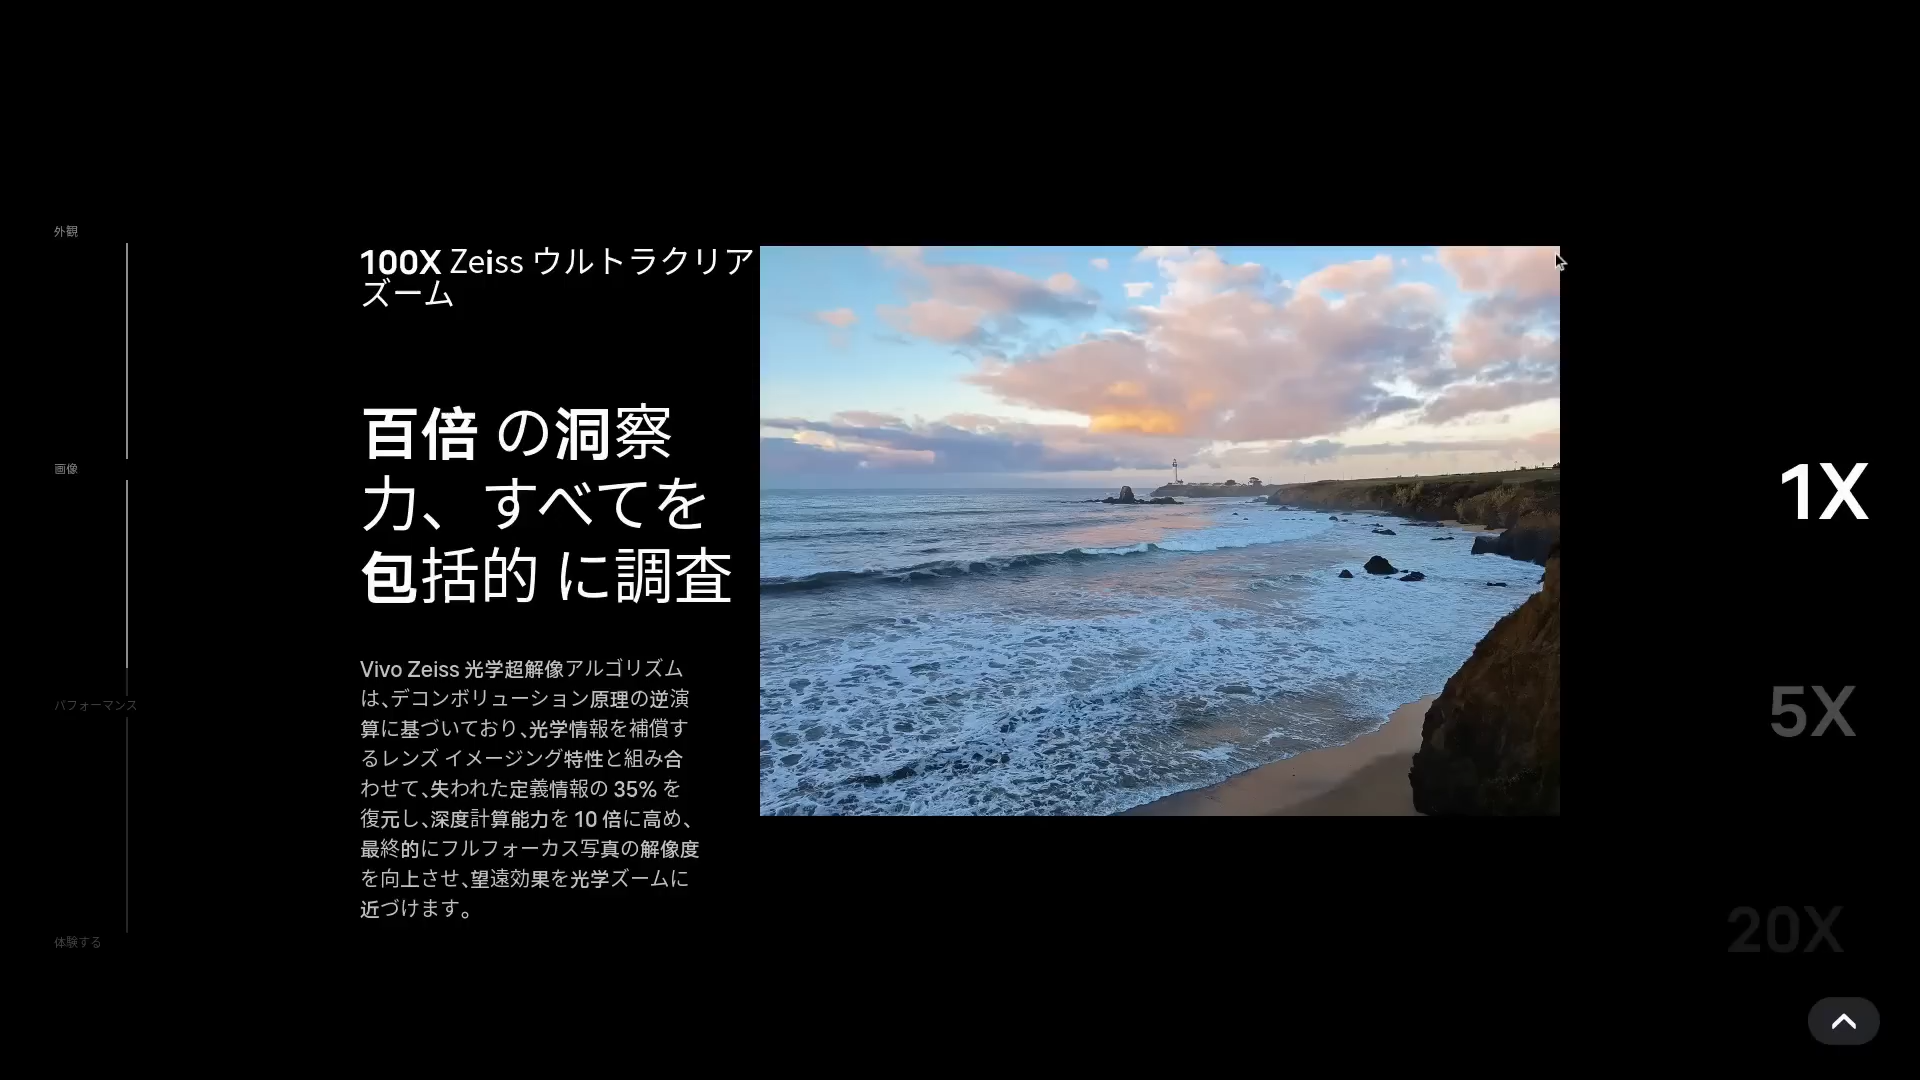 外観
画像
パフォーマンス
体験する
100X Zeiss ウルトラクリア
ズーム
百倍 の洞察
力、すべてを
包括的 に調査
Vivo Zeiss 光学超解像アルゴリズム
は、デコンボリューション原理の逆演
算に基づいており、光学情報を補償す
るレンズ イメージング特性と組み合
わせて、失われた定義情報の 35% を
復元し、深度計算能力を 10 倍に高め、
最終的にフルフォーカス写真の解像度
を向上させ、望遠効果を光学ズームに
近づけます。
1X
5X
20X